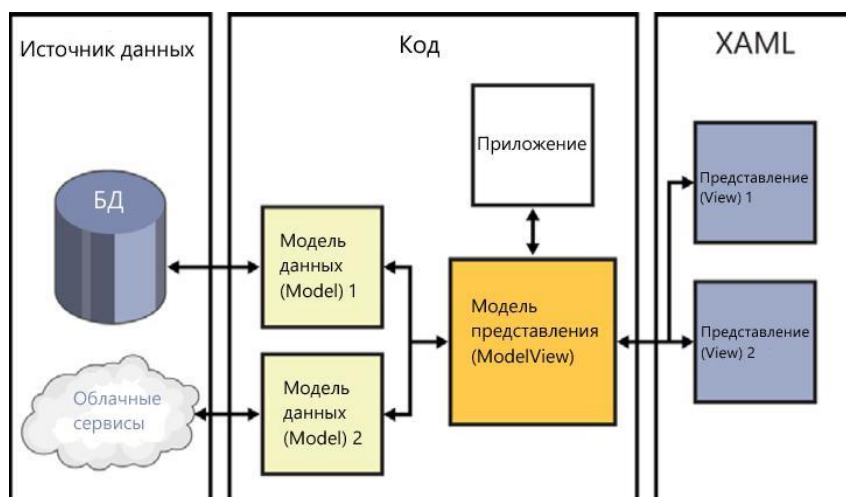 Источник данных
Код
XAML
БД
Облачные
сервисы
Модель
данных
(Model) 1
Модель
данных
(Model) 2
Приложение
Модель
представления
(ModelView)
Представление
(View) 1
Представление
(View) 2